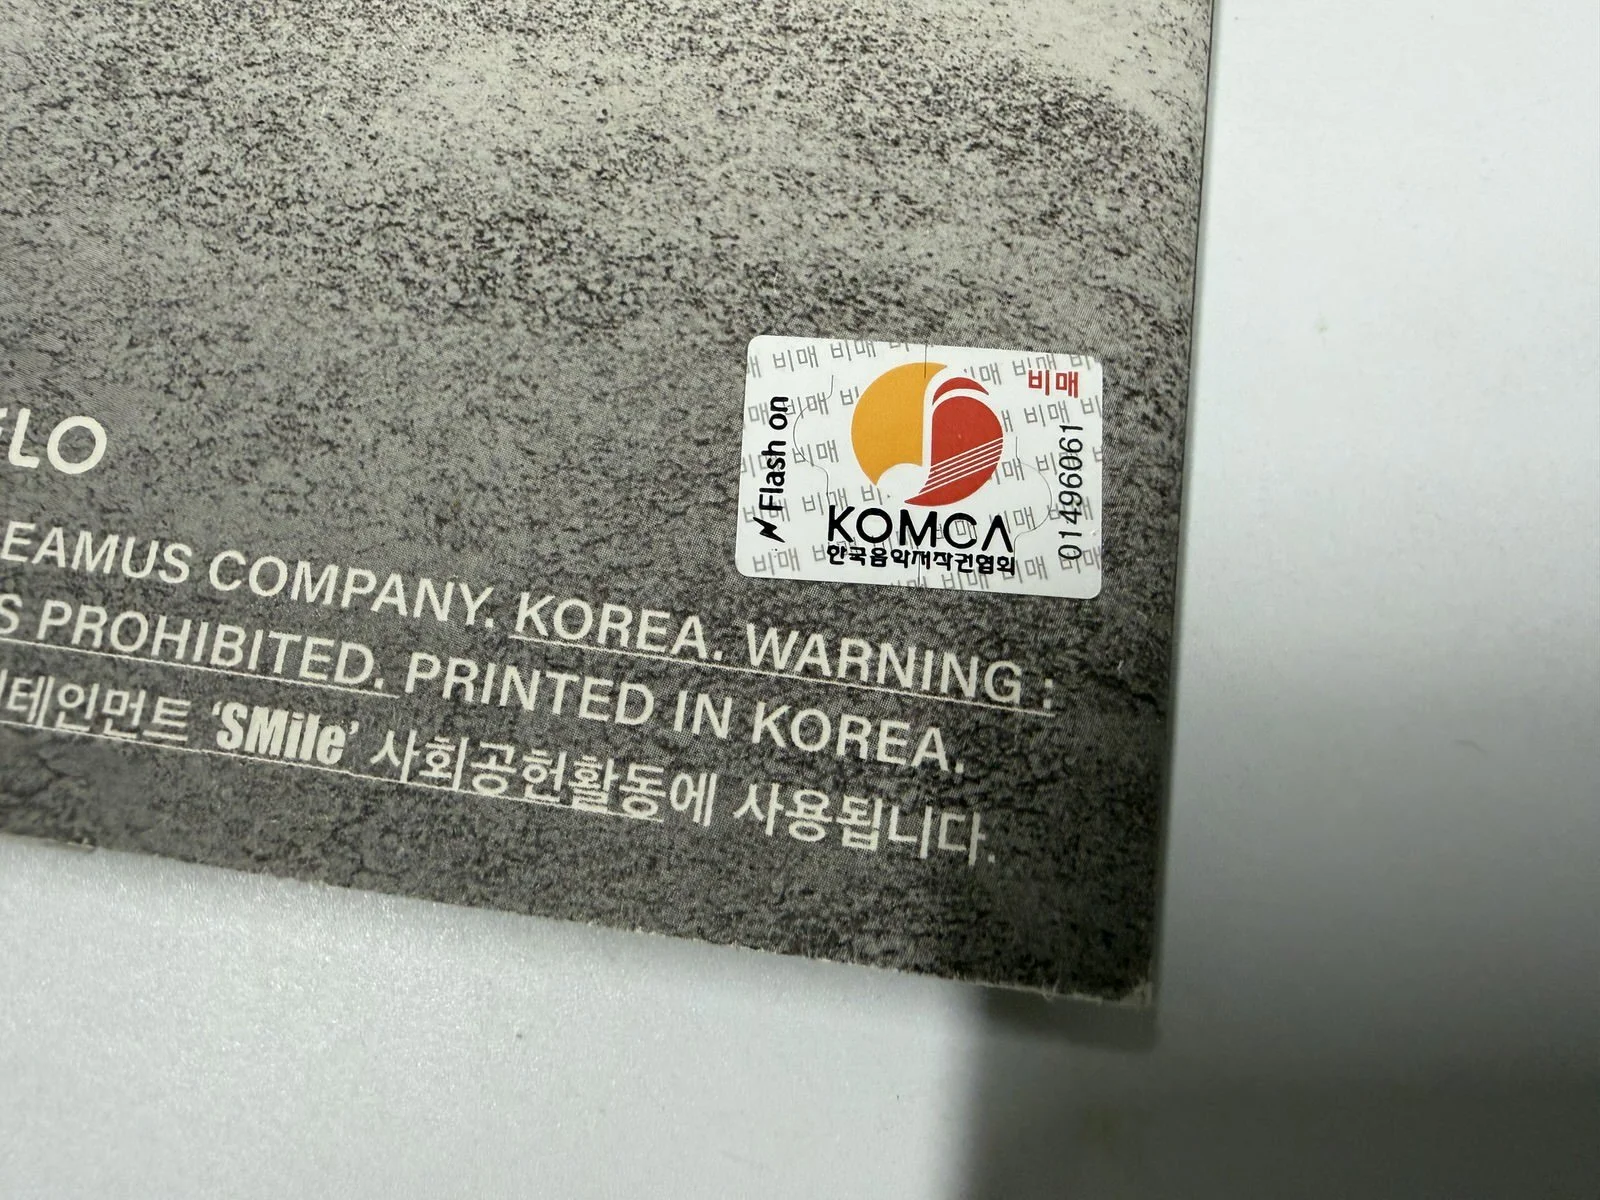 비매
Flash on
KOMCA
한국음악저작권협회
01496061
GLO
EAMUS COMPANY. KOREA. WARNING :
S PROHIBITED. PRINTED IN KOREA.
테인먼트 ‘SMile’ 사회공헌활동에 사용됩니다.